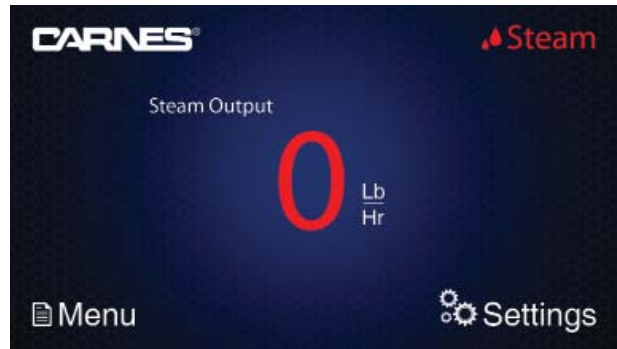 CARNES®
Steam
Steam Output
0 Lb
Hr
Menu
Settings